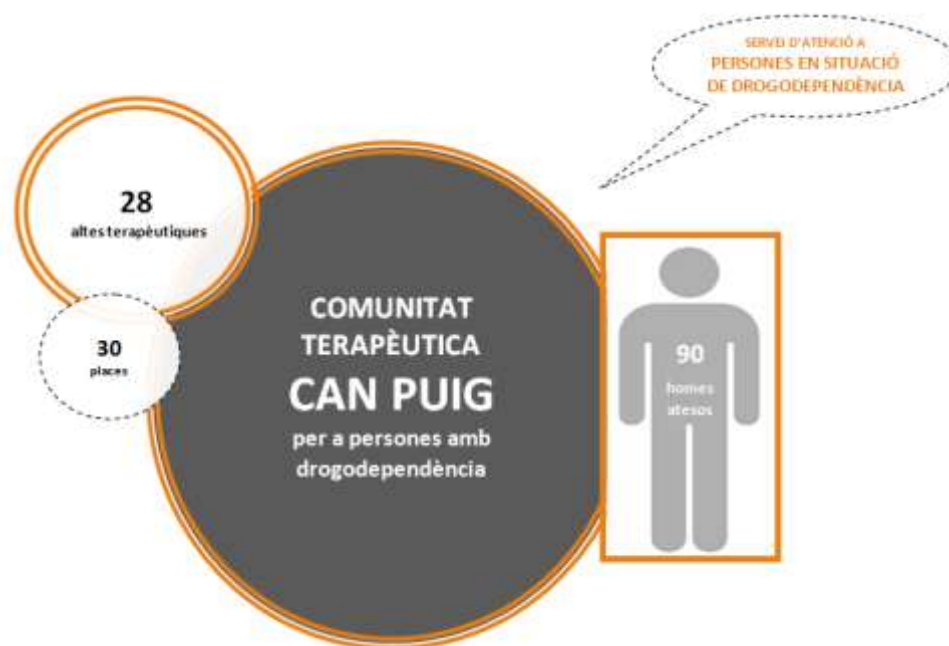 SERVEI D'ATENCIÓ A
PERSONES EN SITUACIÓ
DE DROGODEPENDÈNCIA
28
altes terapèutiques
30
places
COMUNITAT
TERAPÈUTICA
CAN PUIG
per a persones amb
drogodependència
90
homes
atesos